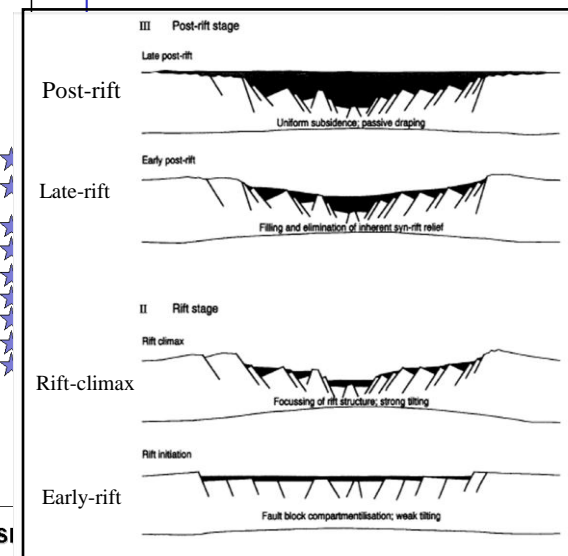 III Post-rift stage
Late post-rift
Post-rift
Uniform subsidence; passive draping
Early post-rift
Late-rift
Filling and elimination of inherent syn-rift relief
II Rift stage
Rift climax
Rift-climax
Focussing of rift structure; strong tilting
Rift initiation
Early-rift
Fault block compartmentilisation; weak tilting